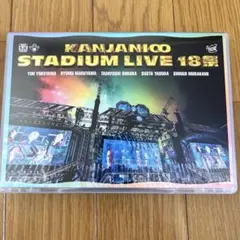 KANJANI∞
STADIUM LIVE 18祭
YOU YOKOYAMA RYUHEI MARUYAMA TADAYOSHI OHKURA SHOTA YASUDA SHINGO MURAKAMI